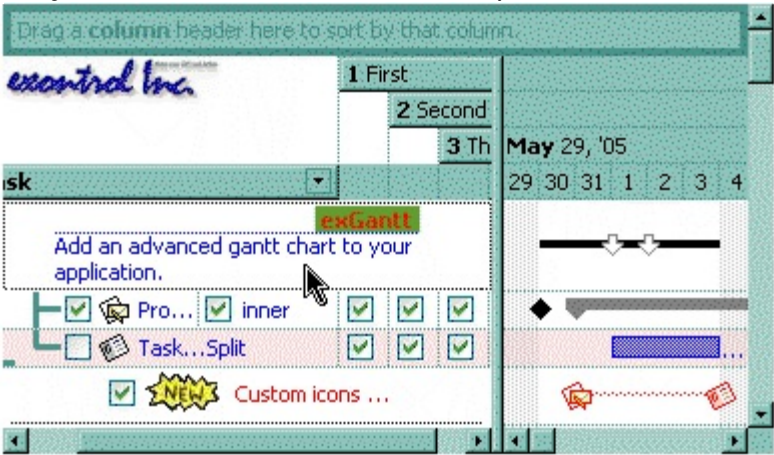 Drag a column header here to sort by that column.
exontrol Inc.
1 First
2 Second
3 Th
May 29, '05
ask
29 30 31 1 2 3 4
exGantt
Add an advanced gantt chart to your
application.
Pro... inner
Task...Split
...
NEW
Custom icons ...